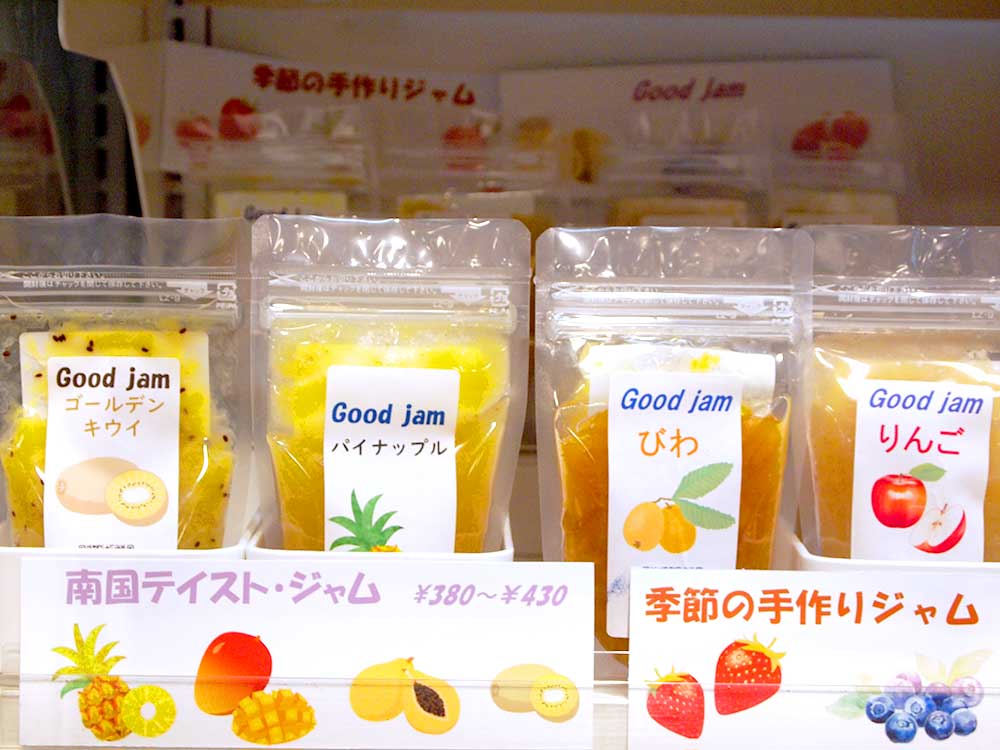 季節の手作りジャム
Good jam
Good jam
ゴールデン
キウイ
Good jam
パイナップル
Good jam
びわ
Good jam
りんご
南国テイスト・ジャム ¥380～¥430
季節の手作りジャム